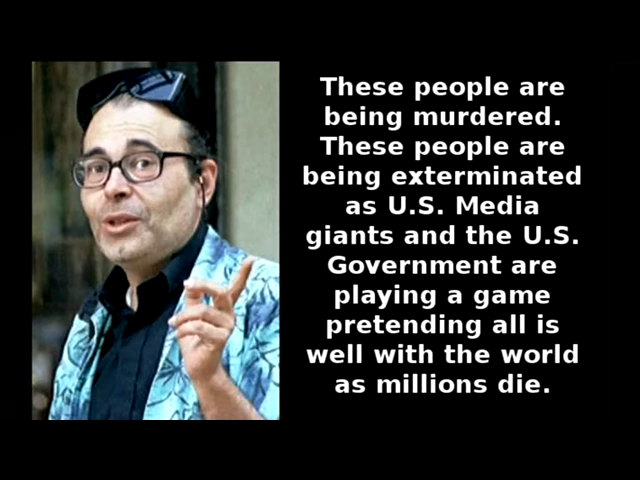 These people are
being murdered.
These people are
being exterminated
as U.S. Media
giants and the U.S.
Government are
playing a game
pretending all is
well with the world
as millions die.